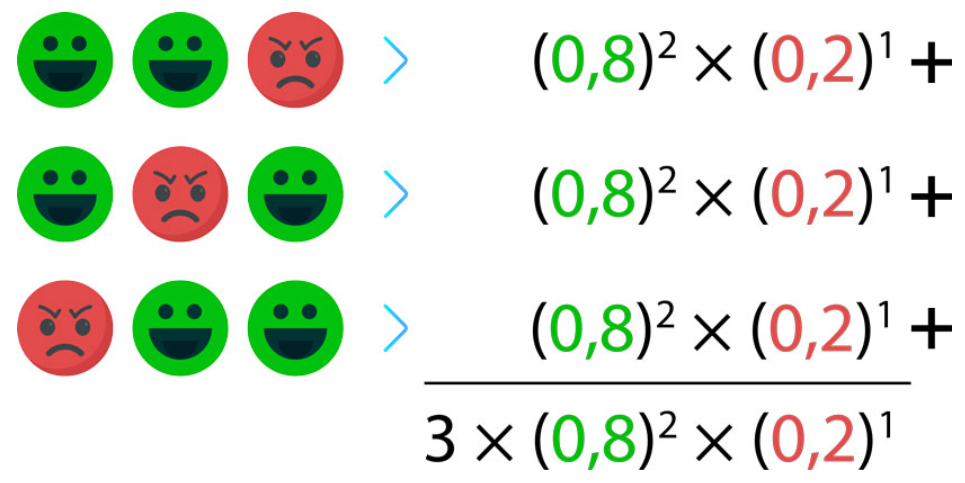 (0,8)² × (0,2)¹ +
(0,8)² × (0,2)¹ +
(0,8)² × (0,2)¹ +
3 × (0,8)² × (0,2)¹